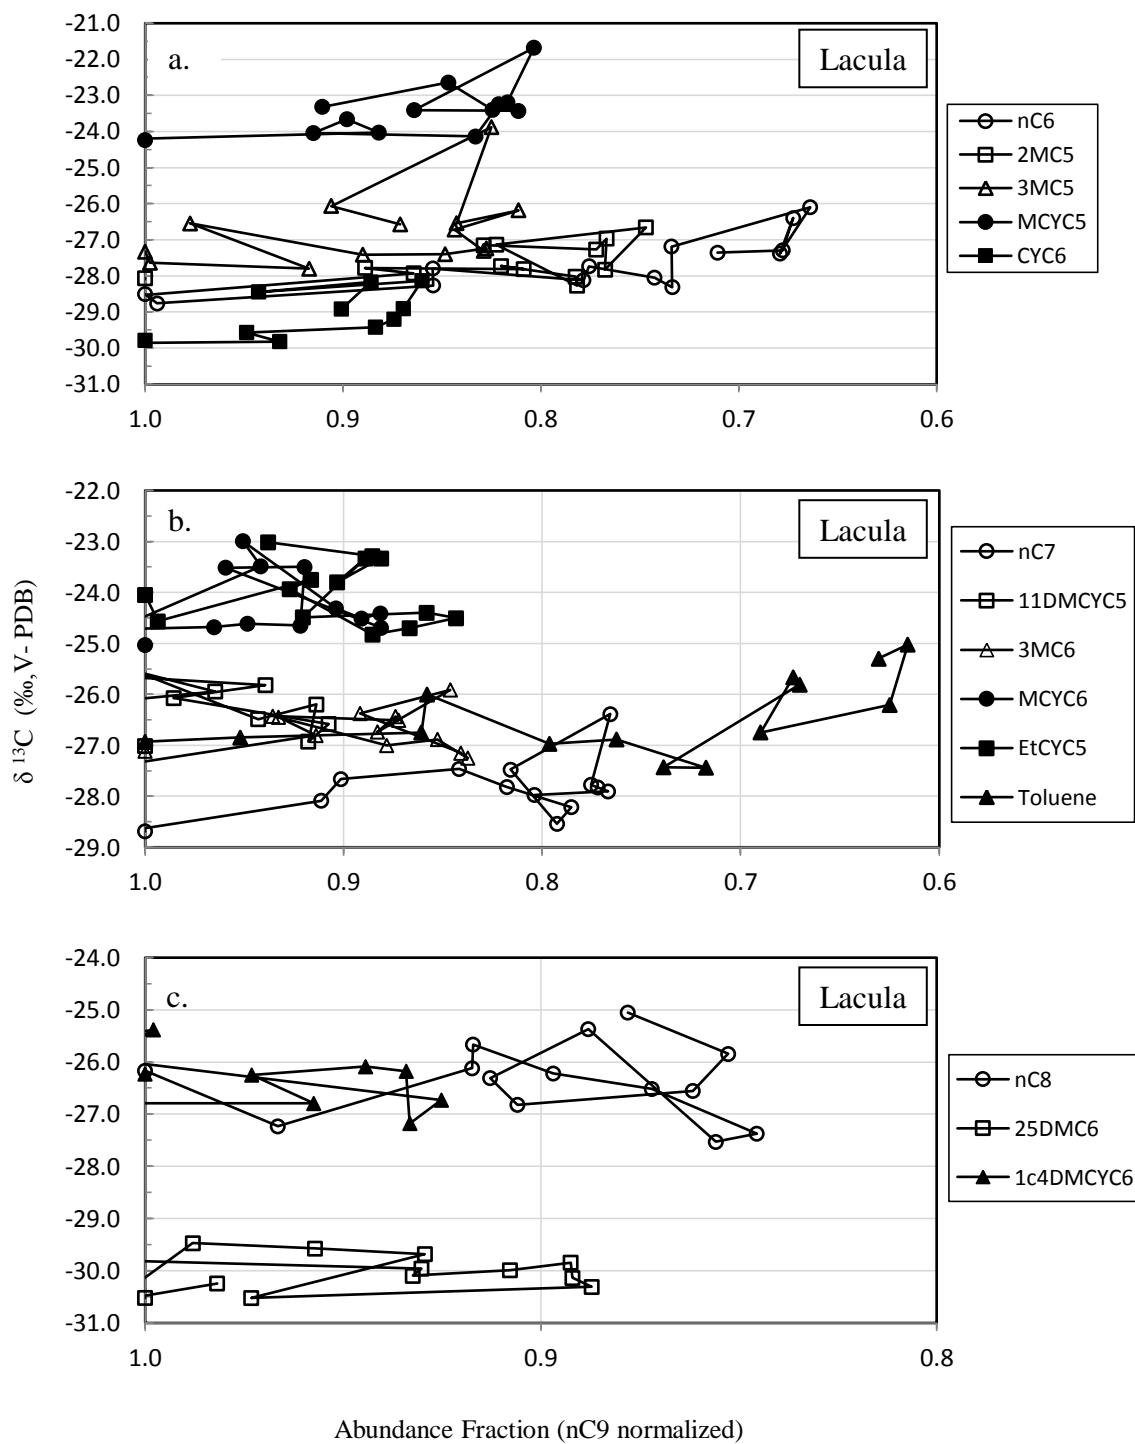 -21.0
-22.0
-23.0
-24.0
-25.0
-26.0
-27.0
-28.0
-29.0
-30.0
-31.0
a.
Lacula
nC6
2MC5
3MC5
MCYC5
CYC6
1.0 0.9 0.8 0.7 0.6
δ ¹³C (‰, V-PDB)
-22.0
-23.0
-24.0
-25.0
-26.0
-27.0
-28.0
-29.0
b.
Lacula
nC7
11DMCYC5
3MC6
MCYC6
EtCYC5
Toluene
1.0 0.9 0.8 0.7 0.6
-24.0
-25.0
-26.0
-27.0
-28.0
-29.0
-30.0
-31.0
c.
Lacula
nC8
25DMC6
1c4DMCYC6
1.0 0.9 0.8
Abundance Fraction (nC9 normalized)